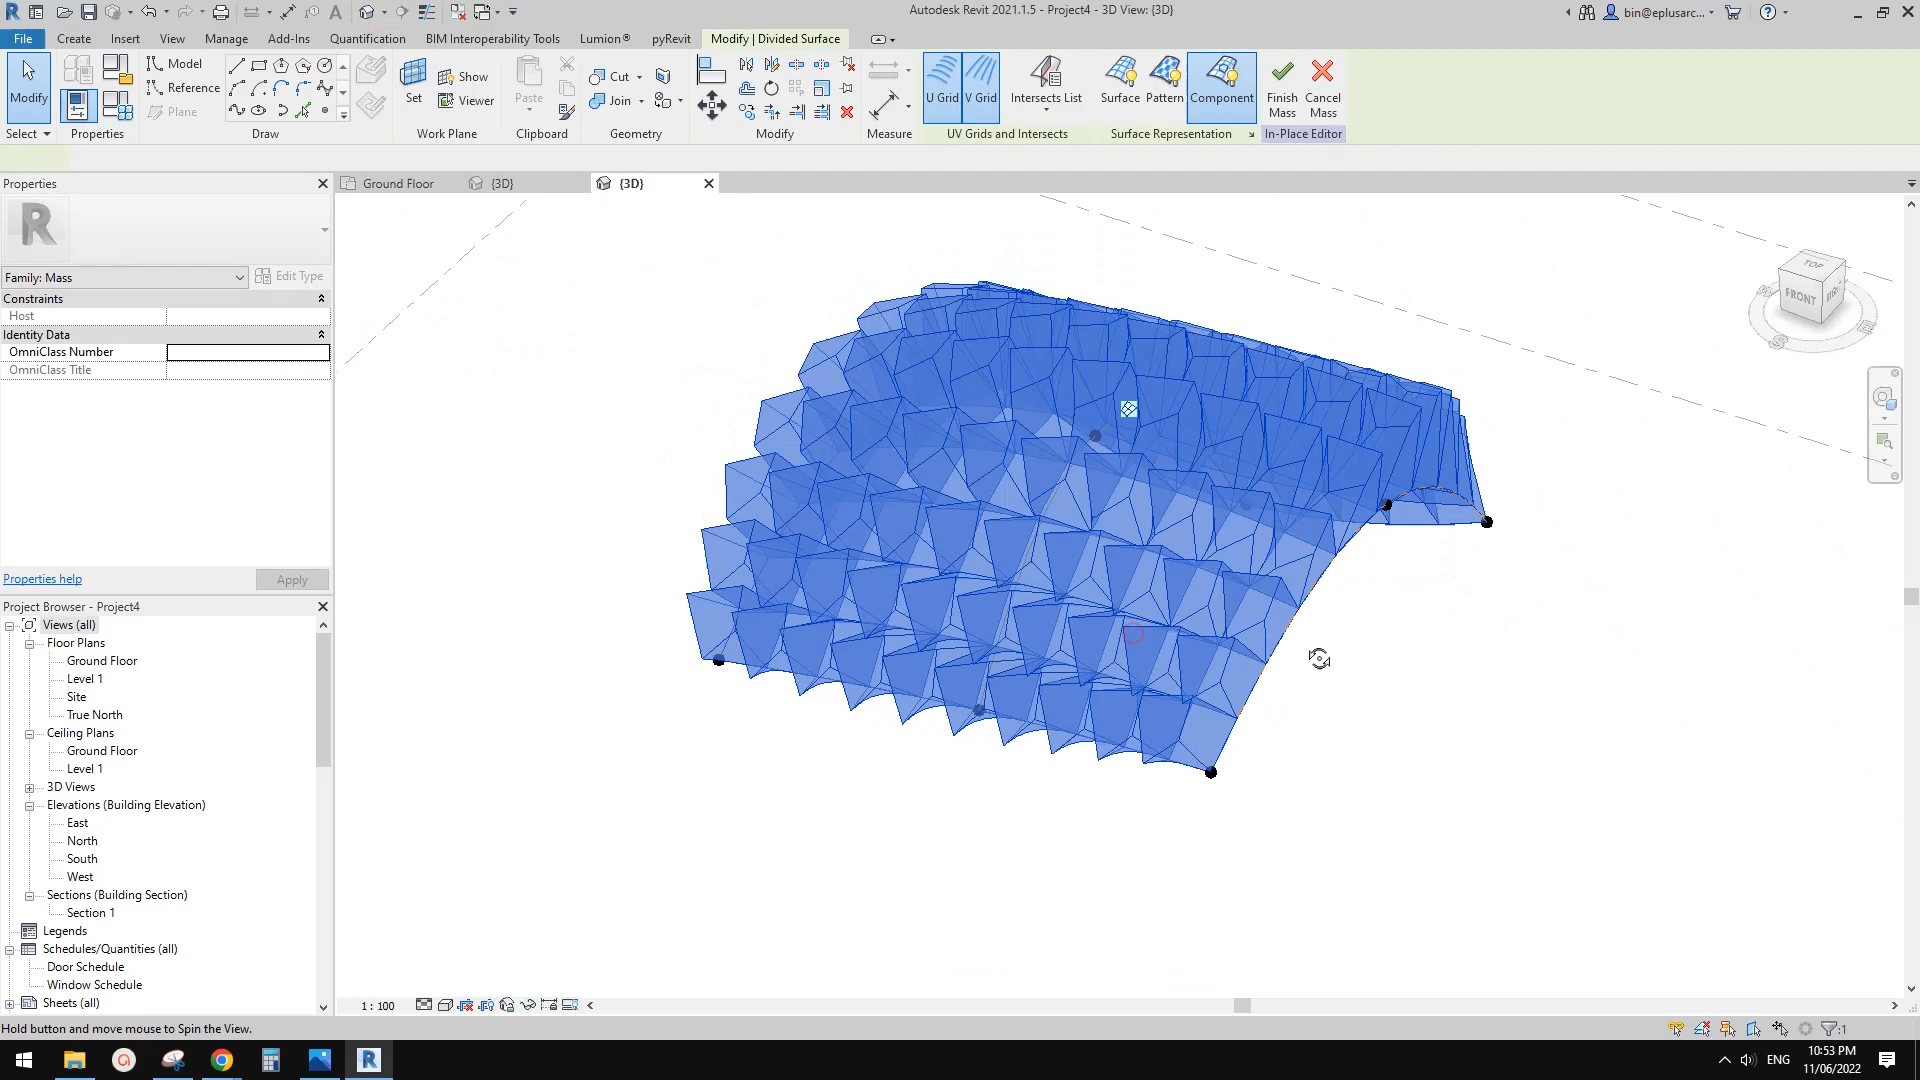 Autodesk Revit 2021.1.5 - Project4 - 3D View: {3D}
bin@eplusarc...
File
Create
Insert
View
Manage
Add-Ins
Quantification
BIM Interoperability Tools
Lumion®
pyRevit
Modify | Divided Surface
Modify
Model
Reference
Plane
Set
Show
Viewer
Paste
Cut
Join
U Grid
V Grid
Intersects List
Surface
Pattern
Component
Finish
Mass
Cancel
Mass
Select
Properties
Draw
Work Plane
Clipboard
Geometry
Modify
Measure
UV Grids and Intersects
Surface Representation
In-Place Editor
Properties
Ground Floor
{3D}
{3D}
R
Family: Mass
Edit Type
Constraints
Host
Identity Data
OmniClass Number
OmniClass Title
Properties help
Apply
TOP
FRONT
Project Browser - Project4
Views (all)
Floor Plans
Ground Floor
Level 1
Site
True North
Ceiling Plans
Ground Floor
Level 1
3D Views
Elevations (Building Elevation)
East
North
South
West
Sections (Building Section)
Section 1
Legends
Schedules/Quantities (all)
Door Schedule
Window Schedule
Sheets (all)
1 : 100
Hold button and move mouse to Spin the View.
:1
ENG
10:53 PM
11/06/2022